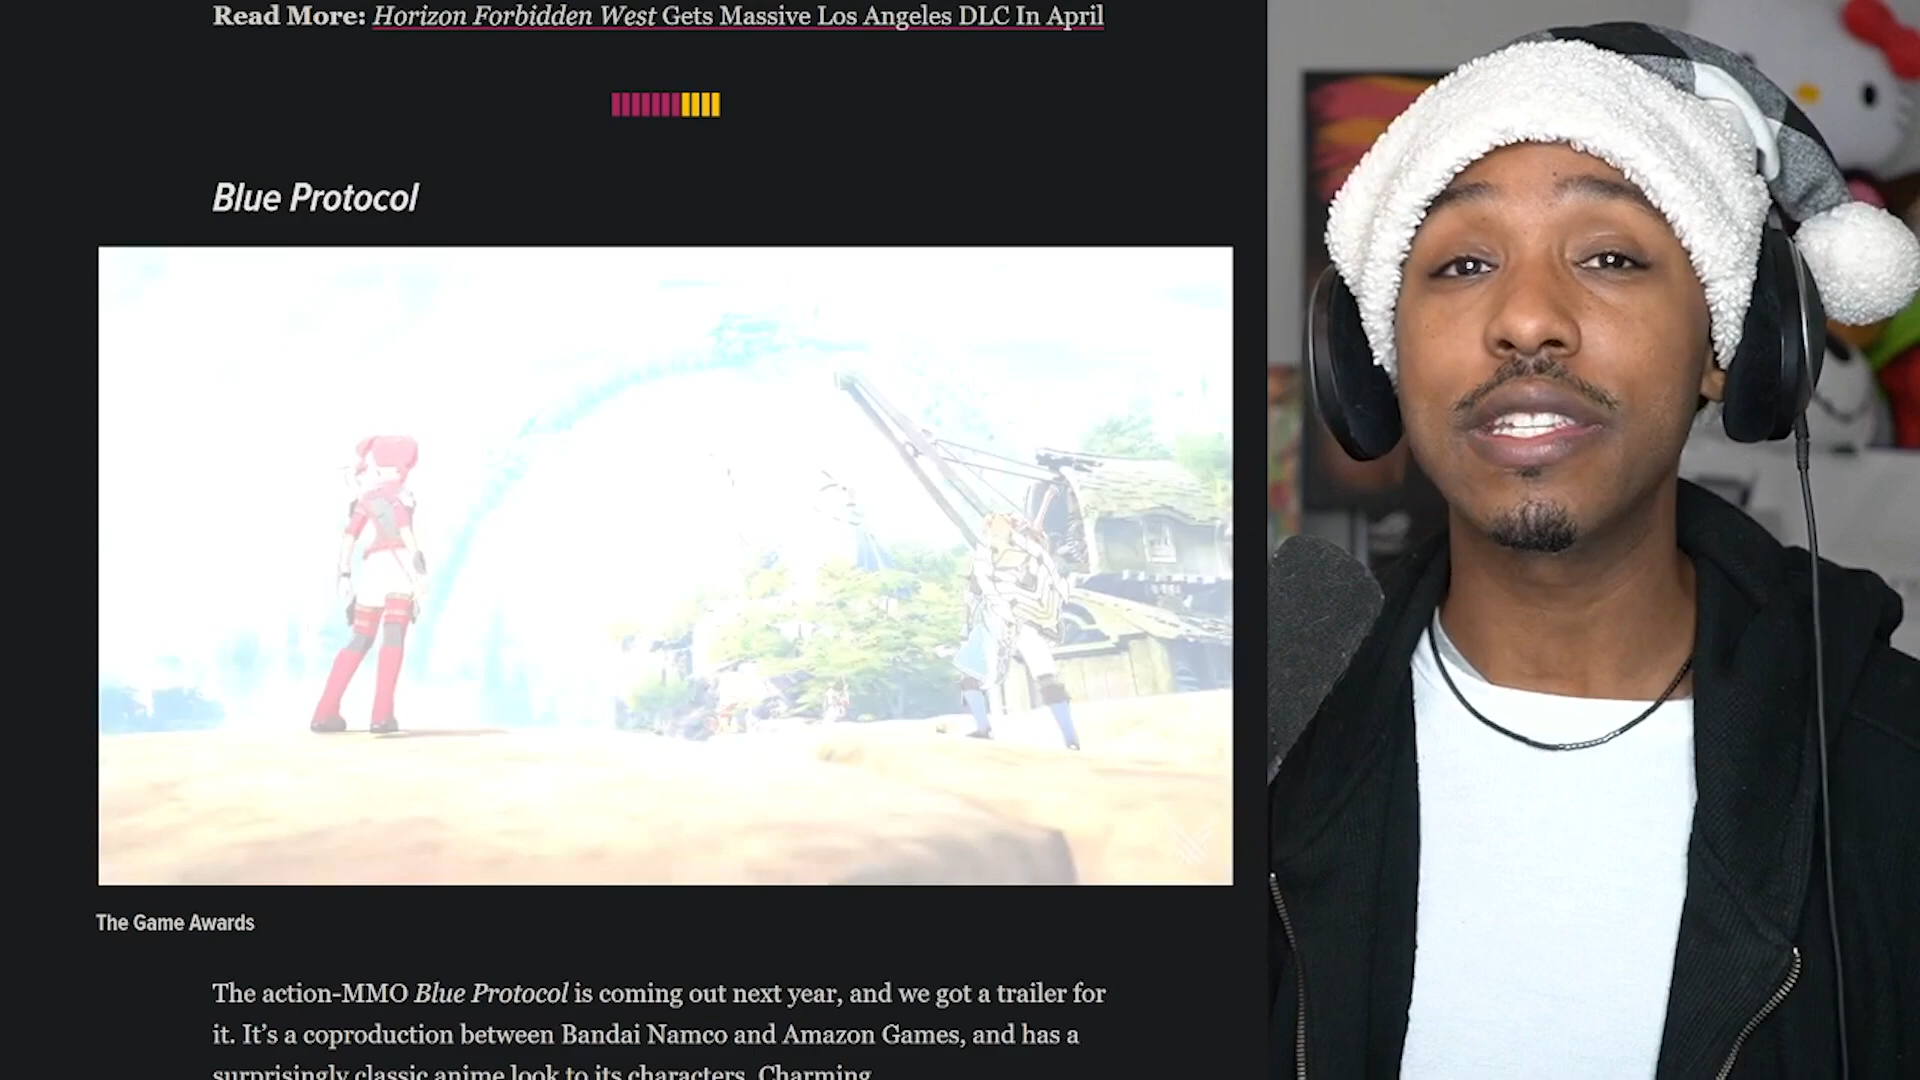 Read More: Horizon Forbidden West Gets Massive Los Angeles DLC In April
Blue Protocol
The Game Awards
The action-MMO Blue Protocol is coming out next year, and we got a trailer for
it. It’s a coproduction between Bandai Namco and Amazon Games, and has a
surprisingly classic anime look to its characters. Charming.